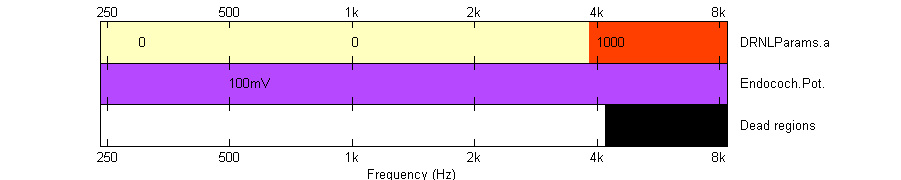 250 500 1k 2k 4k 8k
0 0 1000 DRNLParams.a
100mV Endococh.Pot.
Dead regions
250 500 1k 2k 4k 8k
Frequency (Hz)